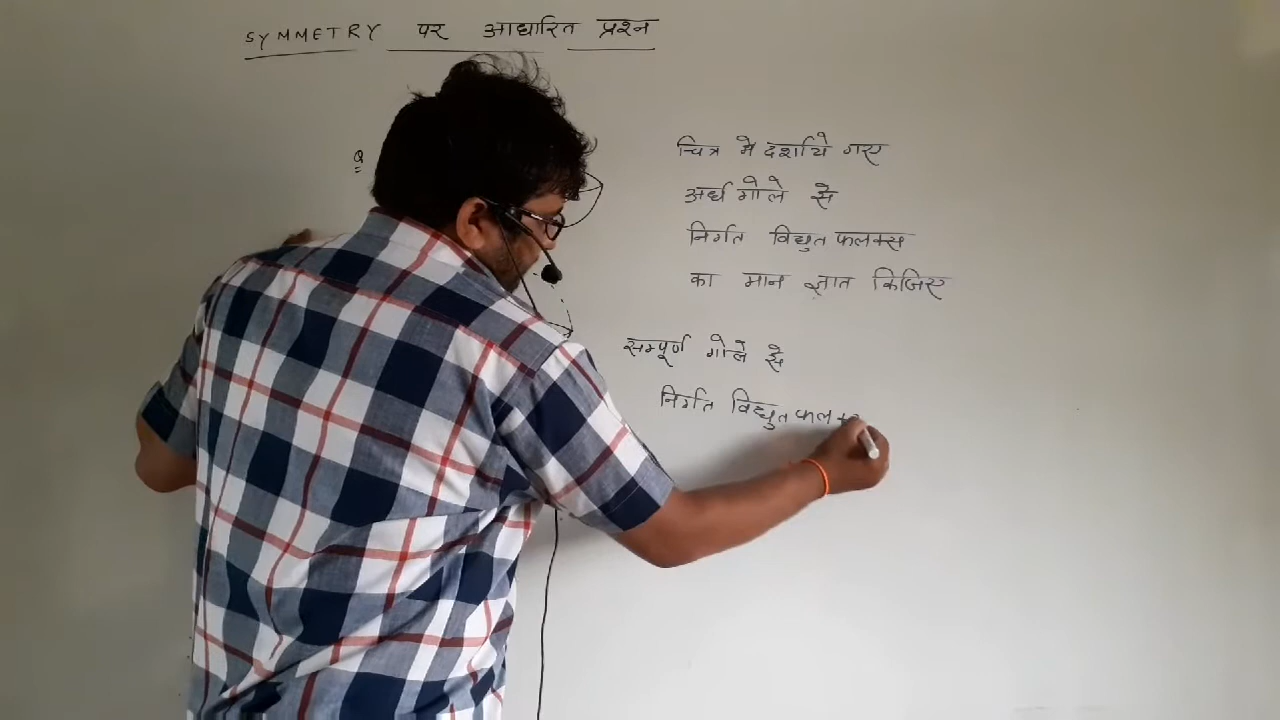 SYMMETRY पर आधारित प्रश्न
Q
चित्र मे दर्शाये गए
अर्ध गोले से
निर्गत विद्युत फलक्स
का मान ज्ञात किजिए
सम्पूर्ण गोले से
निर्गत विद्युत